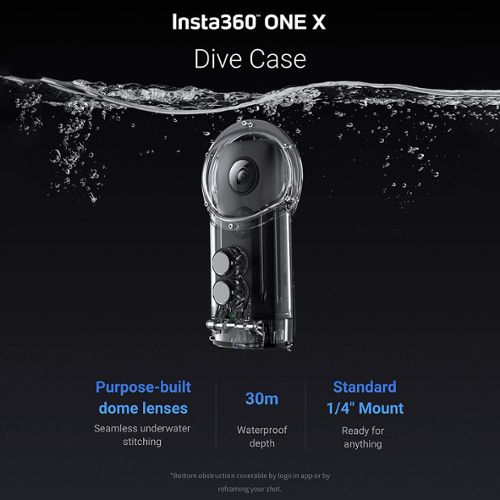 Insta360™ ONE X
Dive Case
Purpose-built
dome lenses
Seamless underwater
stitching
30m
Waterproof
depth
Standard
1/4" Mount
Ready for
anything
*Bottom obstruction coverable by logo in app or by
reframing your shot.